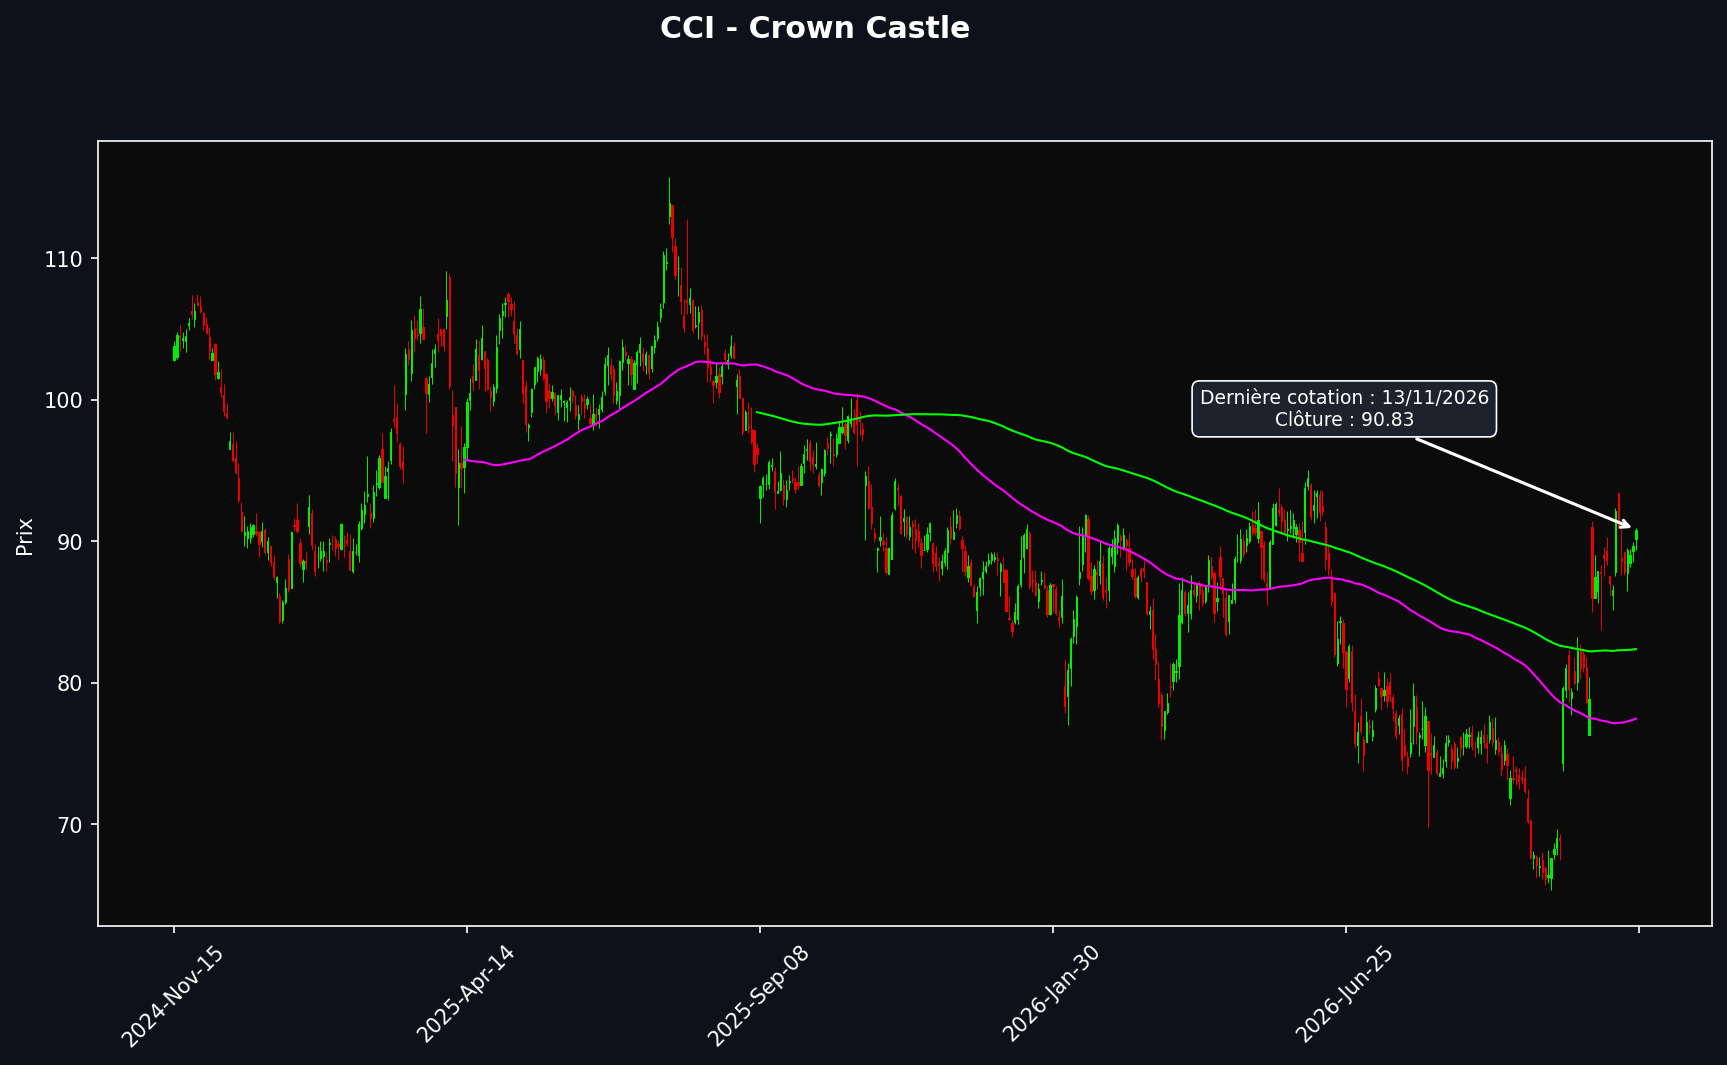 CCI - Crown Castle
Prix
110
100
90
80
70
Dernière cotation : 13/11/2026
Clôture : 90.83
2024-Nov-15
2025-Apr-14
2025-Sep-08
2026-Jan-30
2026-Jun-25